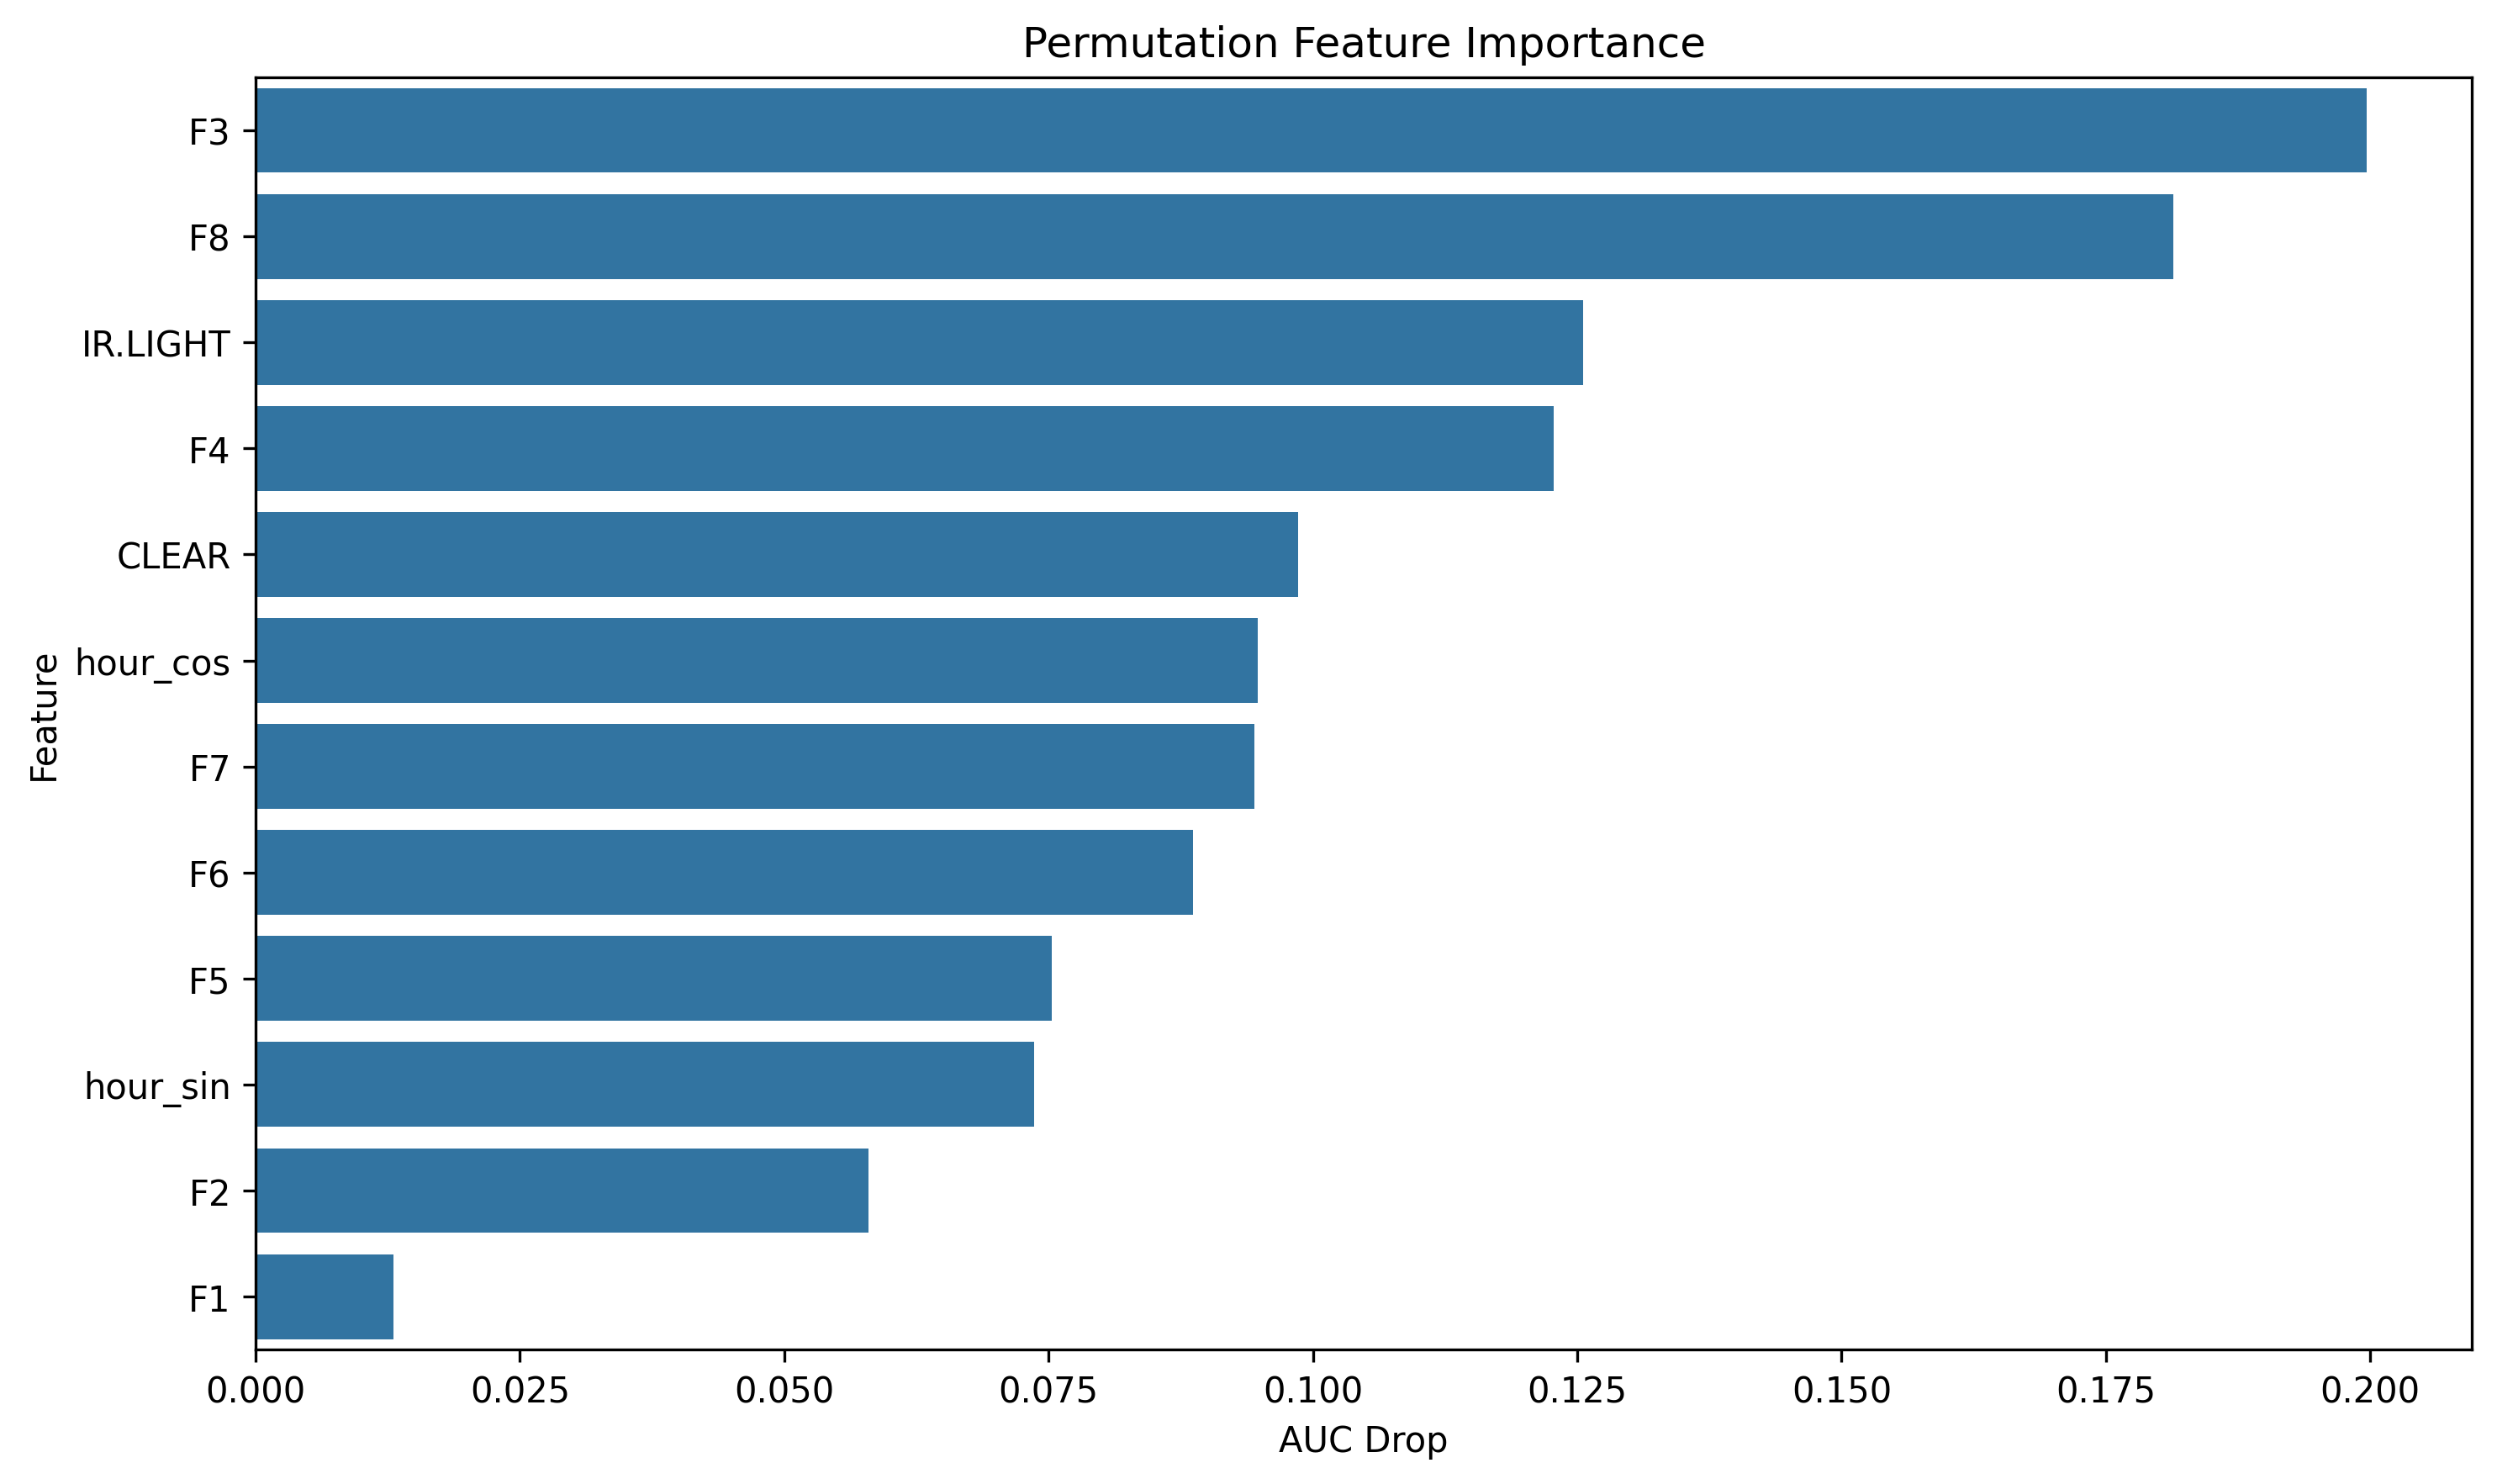 Permutation Feature Importance
F3
F8
IR.LIGHT
F4
CLEAR
hour_cos
F7
F6
F5
hour_sin
F2
F1
Feature
0.000 0.025 0.050 0.075 0.100 0.125 0.150 0.175 0.200
AUC Drop